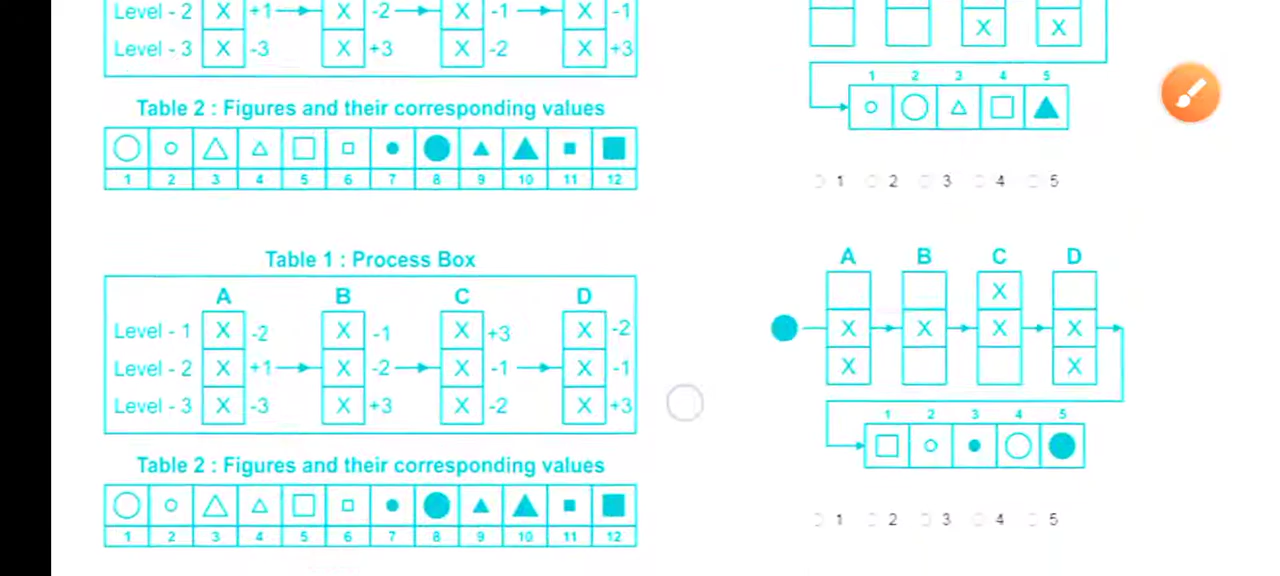 Level - 2 X +1 X -2 X -1 X -1
Level - 3 X -3 X +3 X -2 X +3
Table 2 : Figures and their corresponding values
1 2 3 4 5 6 7 8 9 10 11 12
X X
1 2 3 4 5
1 2 3 4 5
Table 1 : Process Box
A B C D
Level - 1 X -2 X -1 X +3 X -2
Level - 2 X +1 X -2 X -1 X -1
Level - 3 X -3 X +3 X -2 X +3
Table 2 : Figures and their corresponding values
1 2 3 4 5 6 7 8 9 10 11 12
A B C D
X
X X X X
X X
1 2 3 4 5
1 2 3 4 5